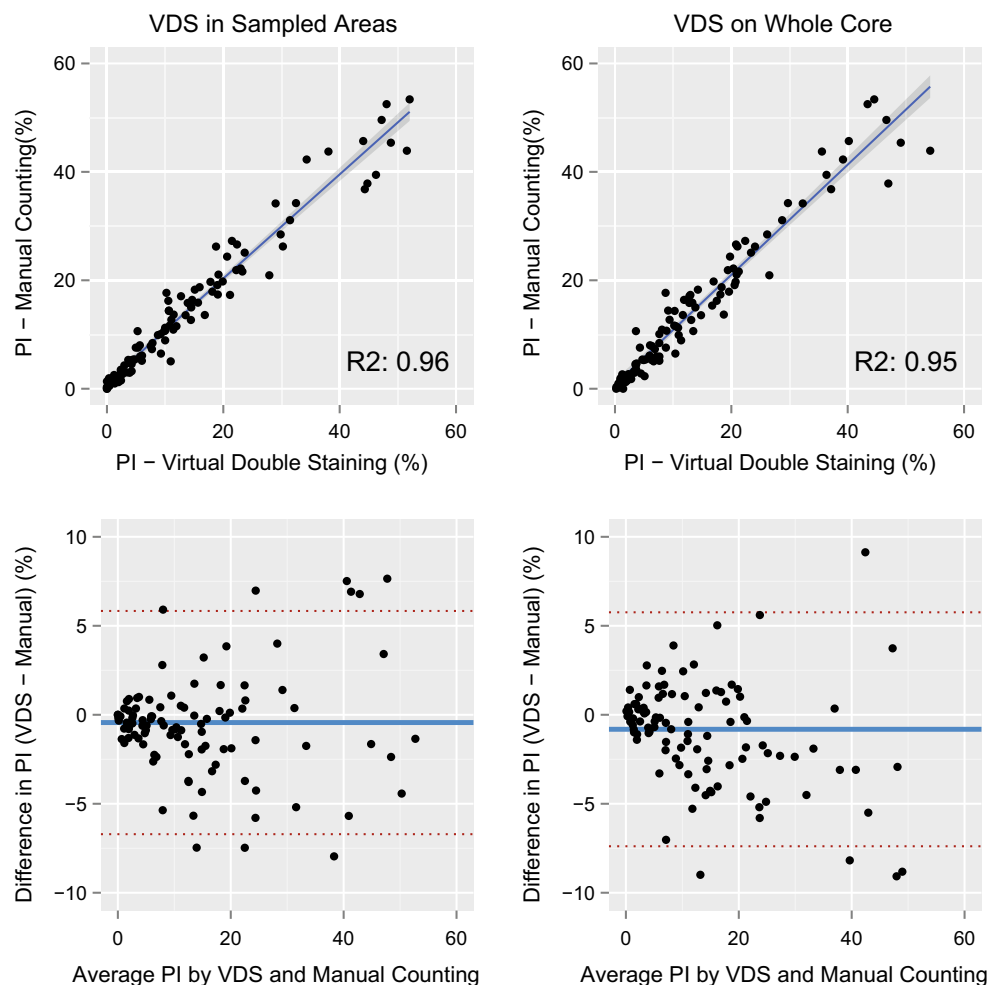 VDS in Sampled Areas
PI − Manual Counting(%)
60
40
20
0
R2: 0.96
0 20 40 60
PI − Virtual Double Staining (%)
VDS on Whole Core
PI − Manual Counting(%)
60
40
20
0
R2: 0.95
0 20 40 60
PI − Virtual Double Staining (%)
Difference in PI (VDS − Manual) (%)
10
5
0
−5
−10
0 20 40 60
Average PI by VDS and Manual Counting
Difference in PI (VDS − Manual) (%)
10
5
0
−5
−10
0 20 40 60
Average PI by VDS and Manual Counting